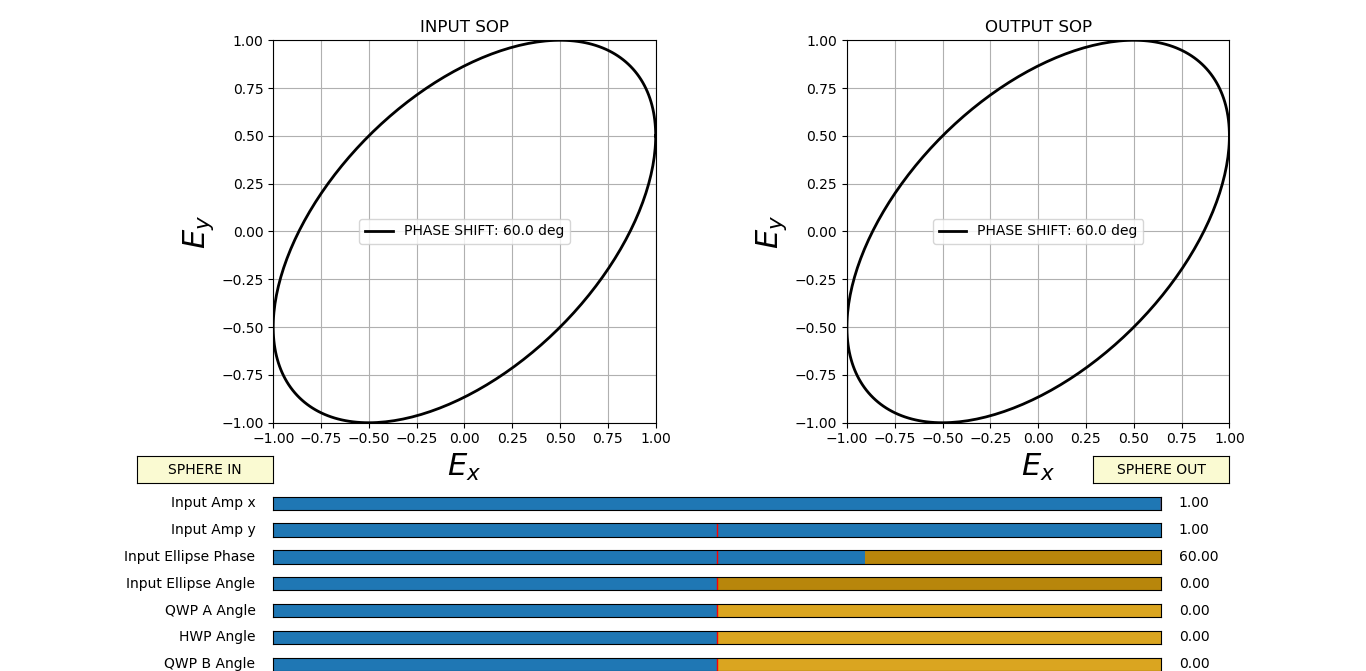 INPUT SOP
OUTPUT SOP
1.00
0.75
0.50
0.25
0.00
−0.25
−0.50
−0.75
−1.00
E_y
PHASE SHIFT: 60.0 deg
−1.00 −0.75 −0.50 −0.25 0.00 0.25 0.50 0.75 1.00
E_x
1.00
0.75
0.50
0.25
0.00
−0.25
−0.50
−0.75
−1.00
E_y
PHASE SHIFT: 60.0 deg
−1.00 −0.75 −0.50 −0.25 0.00 0.25 0.50 0.75 1.00
E_x
SPHERE IN
SPHERE OUT
Input Amp x 1.00
Input Amp y 1.00
Input Ellipse Phase 60.00
Input Ellipse Angle 0.00
QWP A Angle 0.00
HWP Angle 0.00
QWP B Angle 0.00